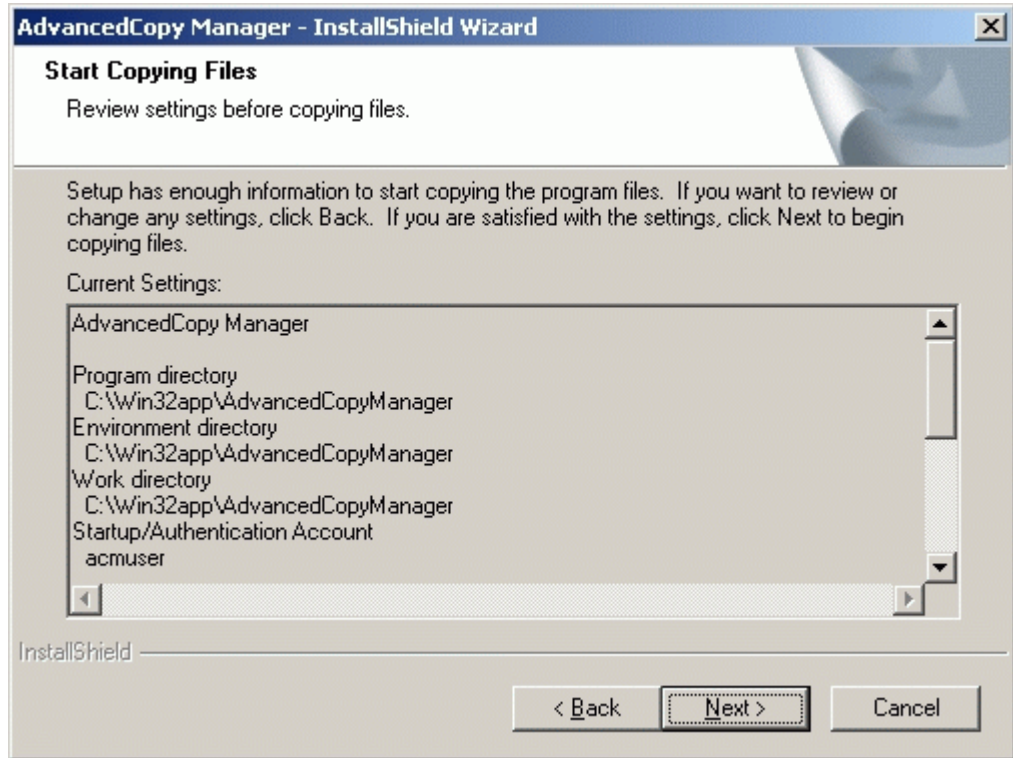 AdvancedCopy Manager - InstallShield Wizard
Start Copying Files
Review settings before copying files.
Setup has enough information to start copying the program files.  If you want to review or
change any settings, click Back.  If you are satisfied with the settings, click Next to begin
copying files.
Current Settings:
AdvancedCopy Manager
Program directory
C:\Win32app\AdvancedCopyManager
Environment directory
C:\Win32app\AdvancedCopyManager
Work directory
C:\Win32app\AdvancedCopyManager
Startup/Authentication Account
acmuser
InstallShield
< Back
Next >
Cancel